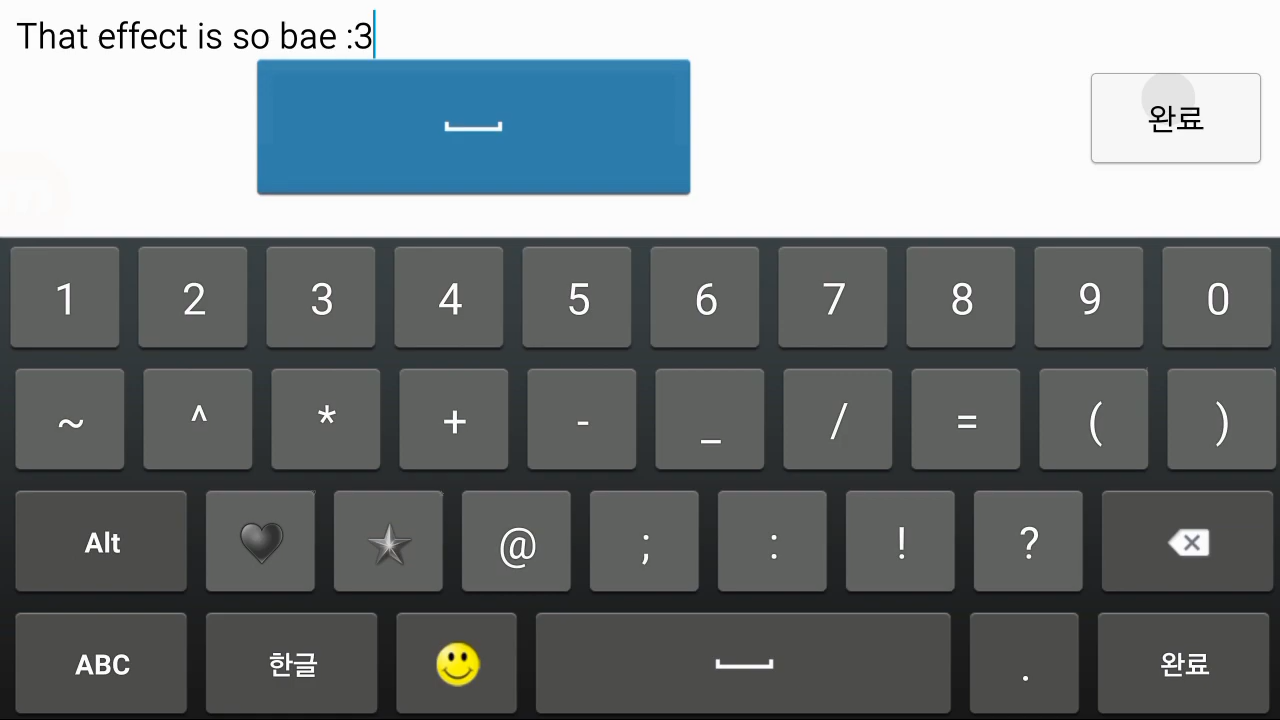 That effect is so bae :3
완료
1 2 3 4 5 6 7 8 9 0
~ ^ * + - _ / = ( )
Alt @ ; : ! ?
ABC 한글 . 완료